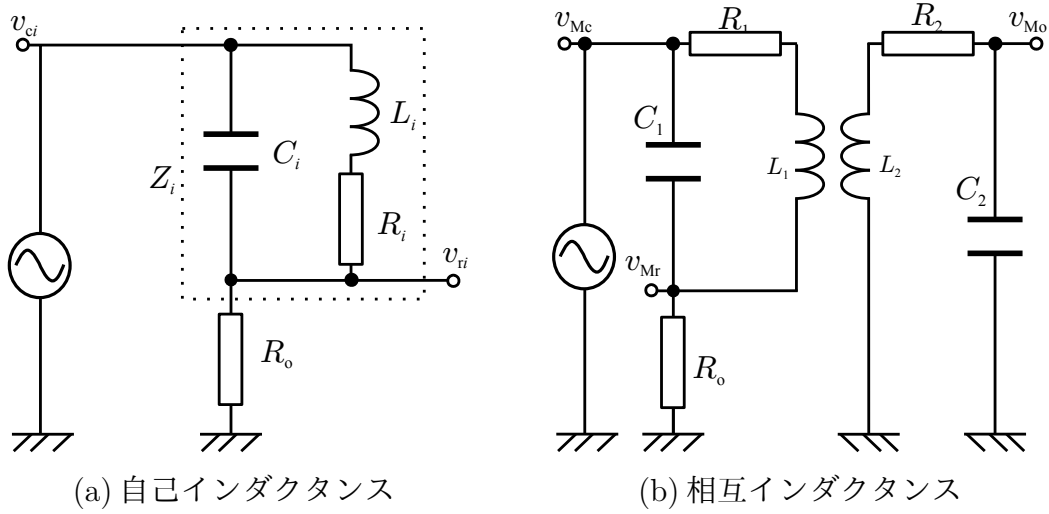 v_ci
C_i
L_i
Z_i
R_i
v_ri
R_o
(a) 自己インダクタンス
v_Mc
R_1
R_2
v_Mo
C_1
L_1
L_2
C_2
v_Mr
R_o
(b) 相互インダクタンス